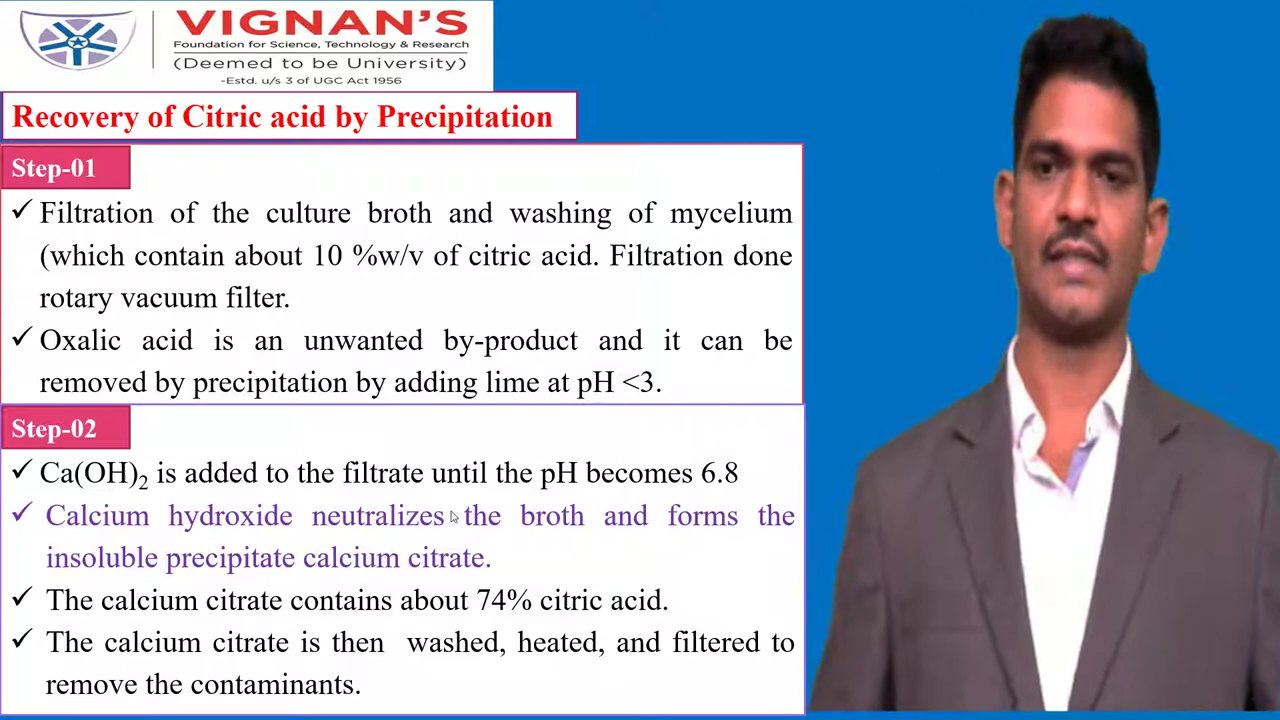 VIGNAN'S
Foundation for Science, Technology & Research
(Deemed to be University)
-Estd. u/s 3 of UGC Act 1956
Recovery of Citric acid by Precipitation
Step-01
✓ Filtration of the culture broth and washing of mycelium
(which contain about 10 %w/v of citric acid. Filtration done
rotary vacuum filter.
✓ Oxalic acid is an unwanted by-product and it can be
removed by precipitation by adding lime at pH <3.
Step-02
✓ Ca(OH)₂ is added to the filtrate until the pH becomes 6.8
✓ Calcium hydroxide neutralizes the broth and forms the
insoluble precipitate calcium citrate.
✓ The calcium citrate contains about 74% citric acid.
✓ The calcium citrate is then washed, heated, and filtered to
remove the contaminants.